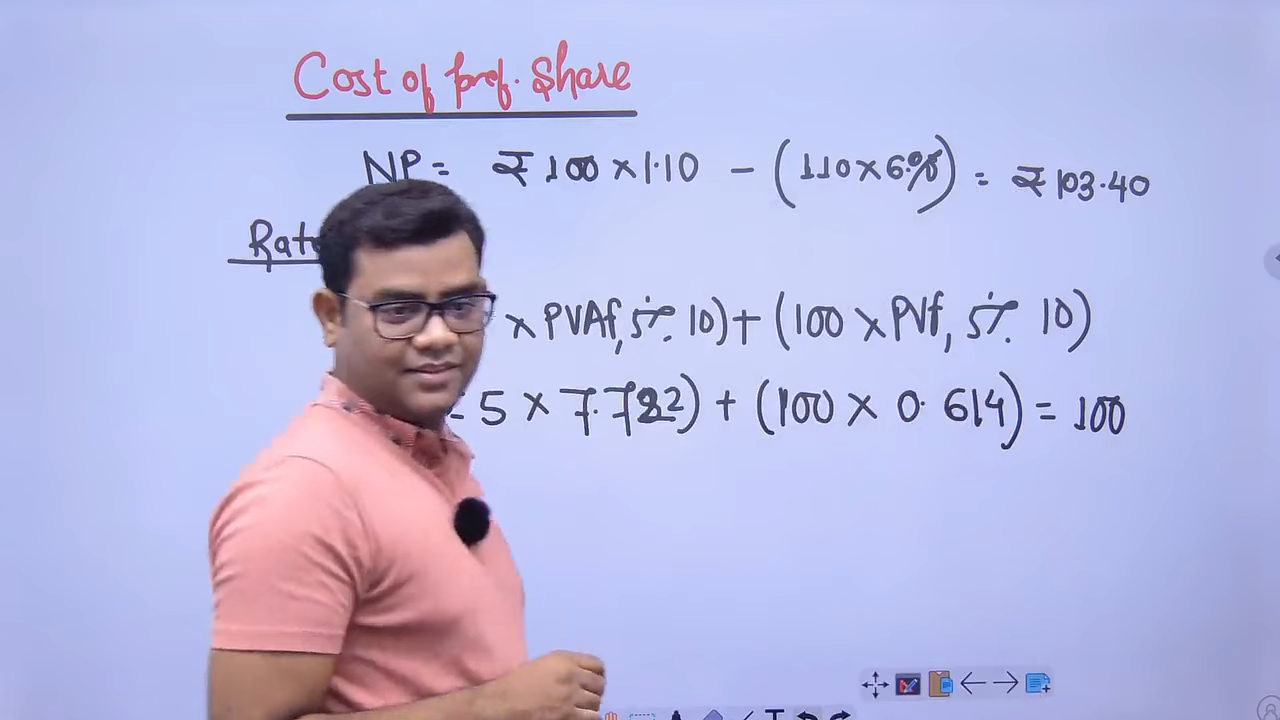 Cost of pref. Share
NP = ₹ 100 × 1.10 - (110 × 6%) = ₹ 103.40
Rate
× PVAf, 5% 10) + (100 × PVf, 5% 10)
= 5 × 7.722) + (100 × 0.614) = 100